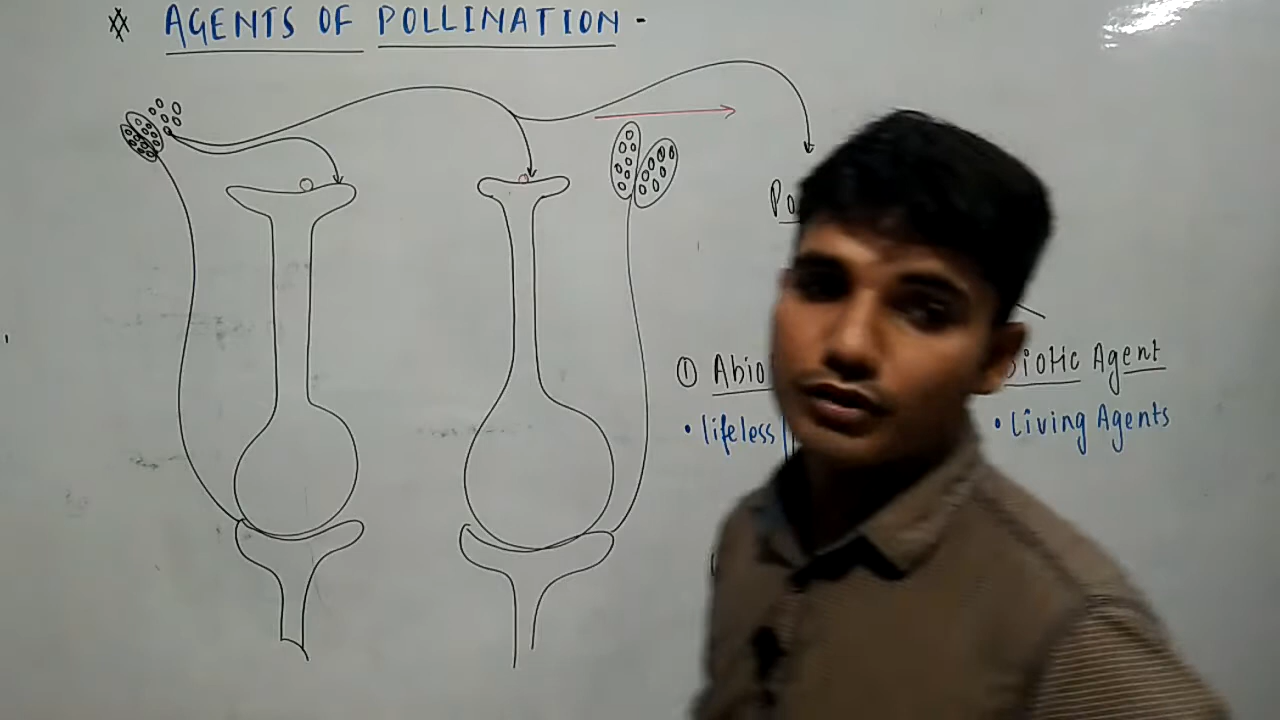 AGENTS OF POLLINATION -
① Abio
Biotic Agent
• lifeless
• Living Agents